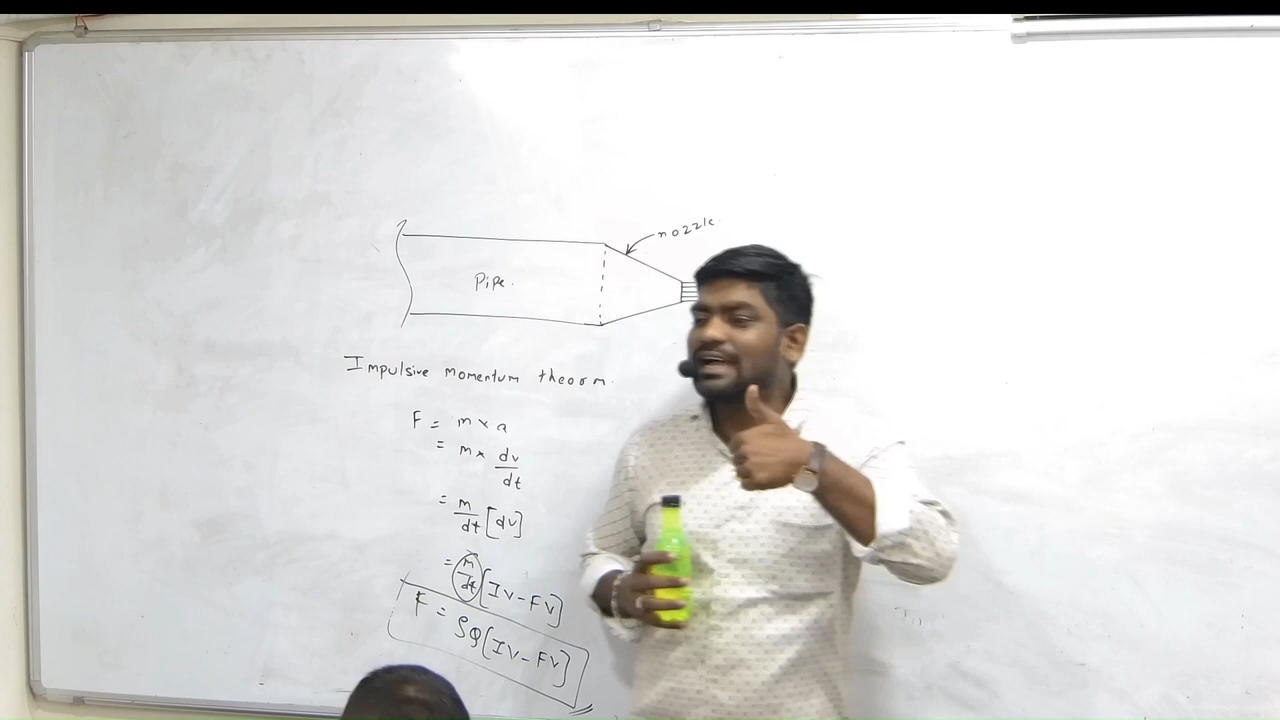 nozzle.
Pipe.
Impulsive momentum theorm.
F = m × a
= m × dv/dt
= m/dt [dv]
= m/dt [IV - FV]
F = ρQ[IV - FV]